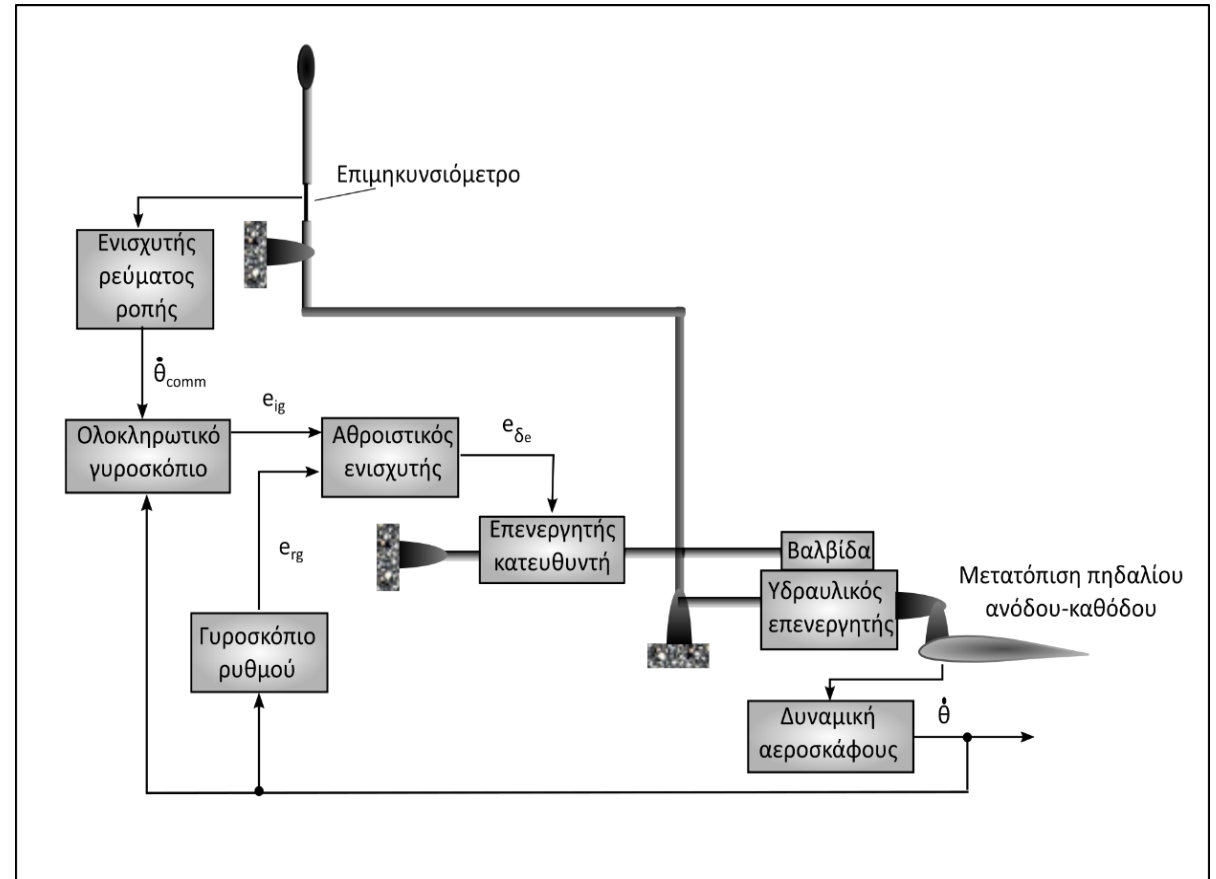 Επιμηκυνσιόμετρο
Ενισχυτής
ρεύματος
ροπής
θ̇comm
Ολοκληρωτικό
γυροσκόπιο
eig
Αθροιστικός
ενισχυτής
eδe
erg
Επενεργητής
κατευθυντή
Βαλβίδα
Υδραυλικός
επενεργητής
Μετατόπιση πηδαλίου
ανόδου-καθόδου
Γυροσκόπιο
ρυθμού
Δυναμική
αεροσκάφους
θ̇